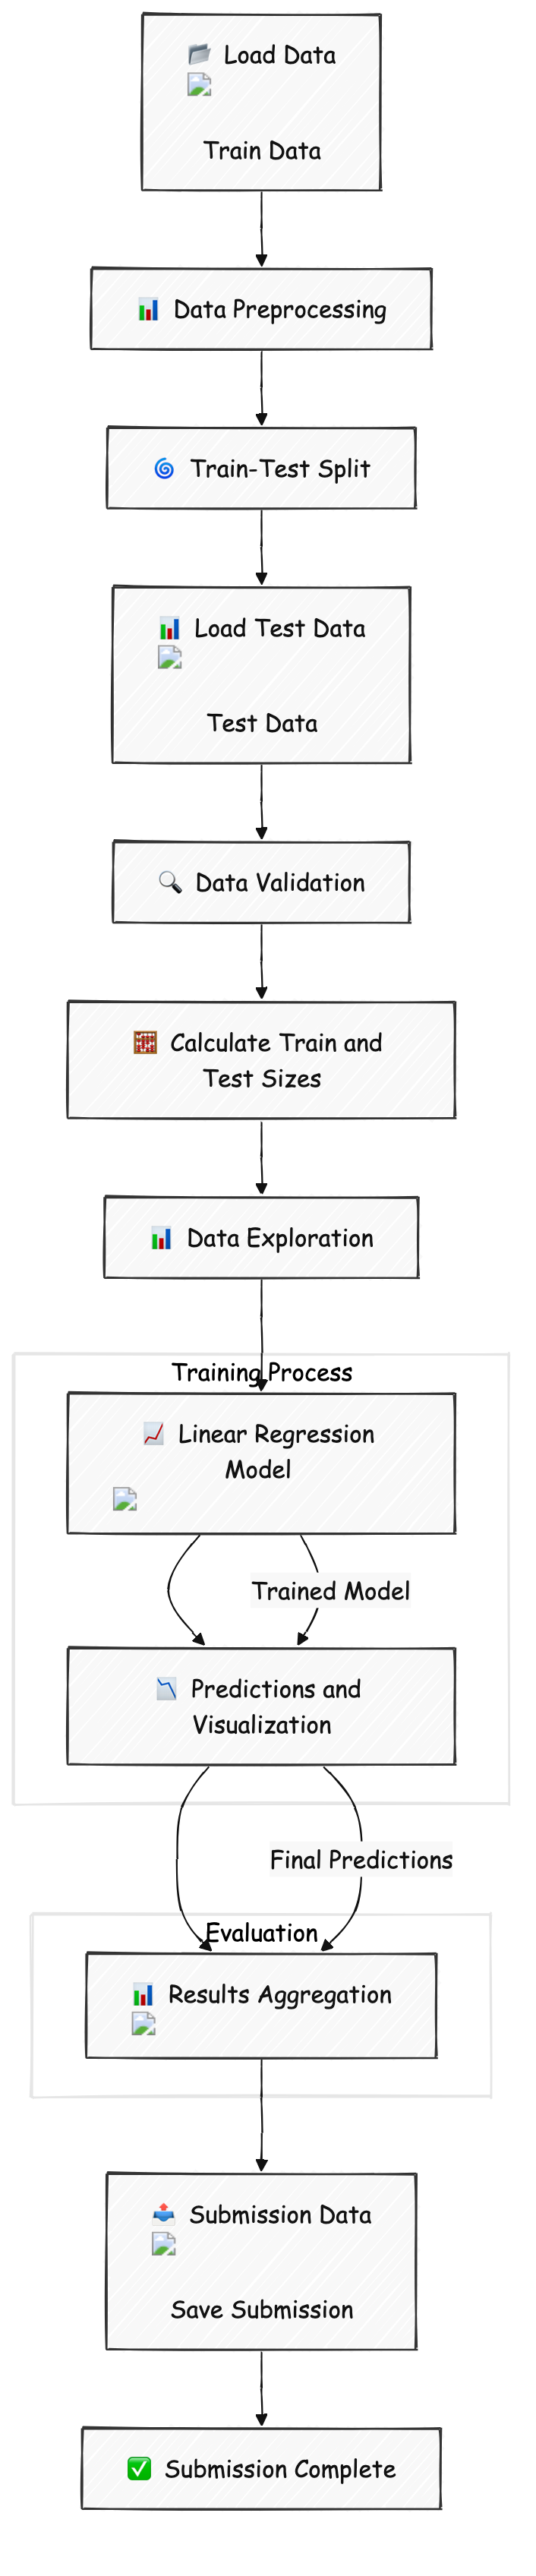 Load Data
Train Data
Data Preprocessing
Train-Test Split
Load Test Data
Test Data
Data Validation
Calculate Train and
Test Sizes
Data Exploration
Training Process
Linear Regression
Model
Trained Model
Predictions and
Visualization
Final Predictions
Evaluation
Results Aggregation
Submission Data
Save Submission
Submission Complete